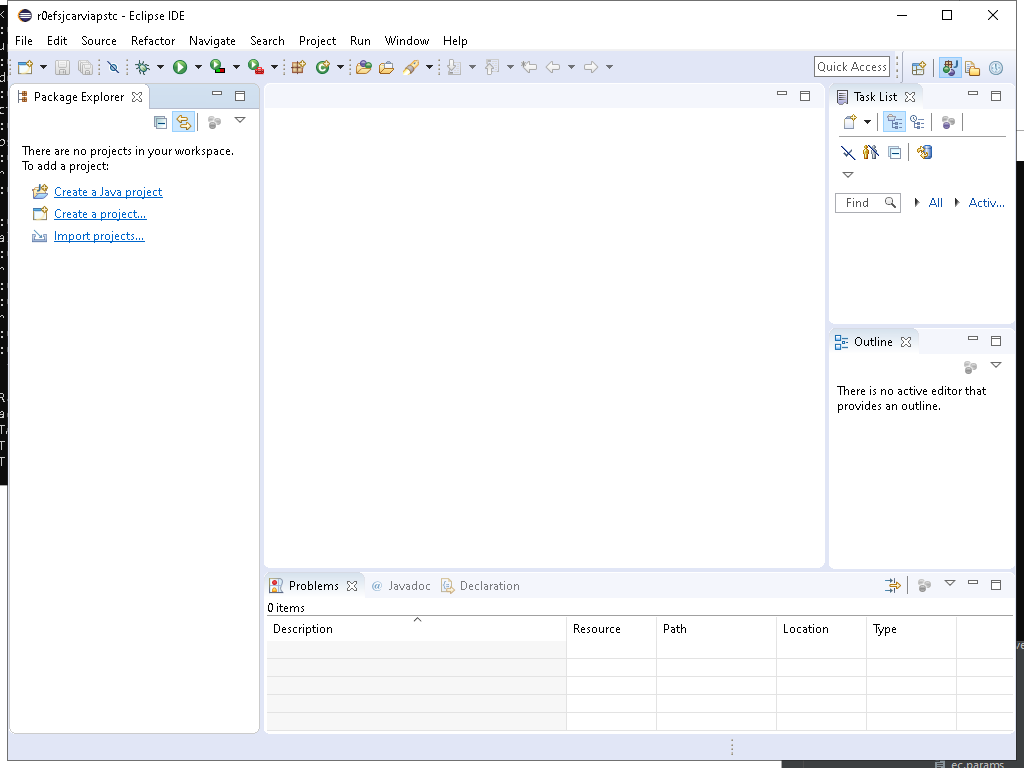 r0efsjcarviapstc - Eclipse IDE
File Edit Source Refactor Navigate Search Project Run Window Help
Quick Access
Package Explorer
There are no projects in your workspace.
To add a project:
Create a Java project
Create a project...
Import projects...
Task List
Find All Activ...
Outline
There is no active editor that
provides an outline.
Problems @ Javadoc Declaration
0 items
Description Resource Path Location Type
ec.params